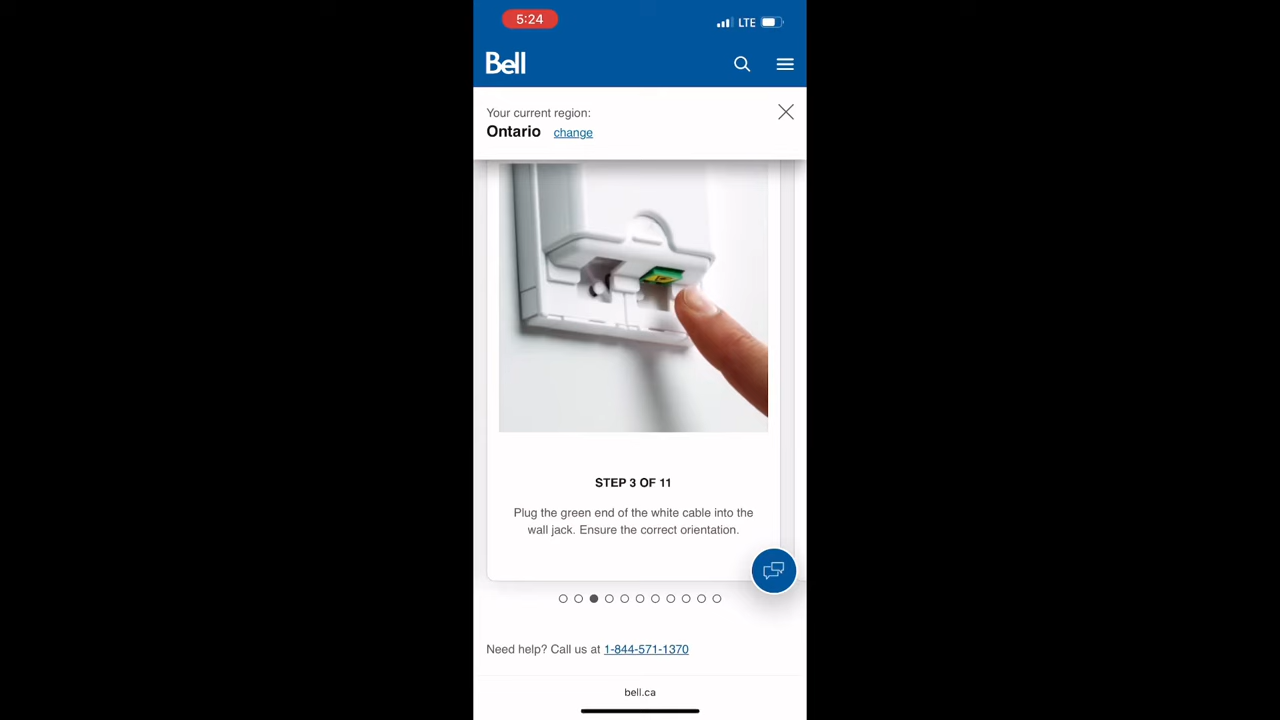 5:24
LTE
Bell
Your current region:
Ontario change
STEP 3 OF 11
Plug the green end of the white cable into the
wall jack. Ensure the correct orientation.
Need help? Call us at 1-844-571-1370
bell.ca